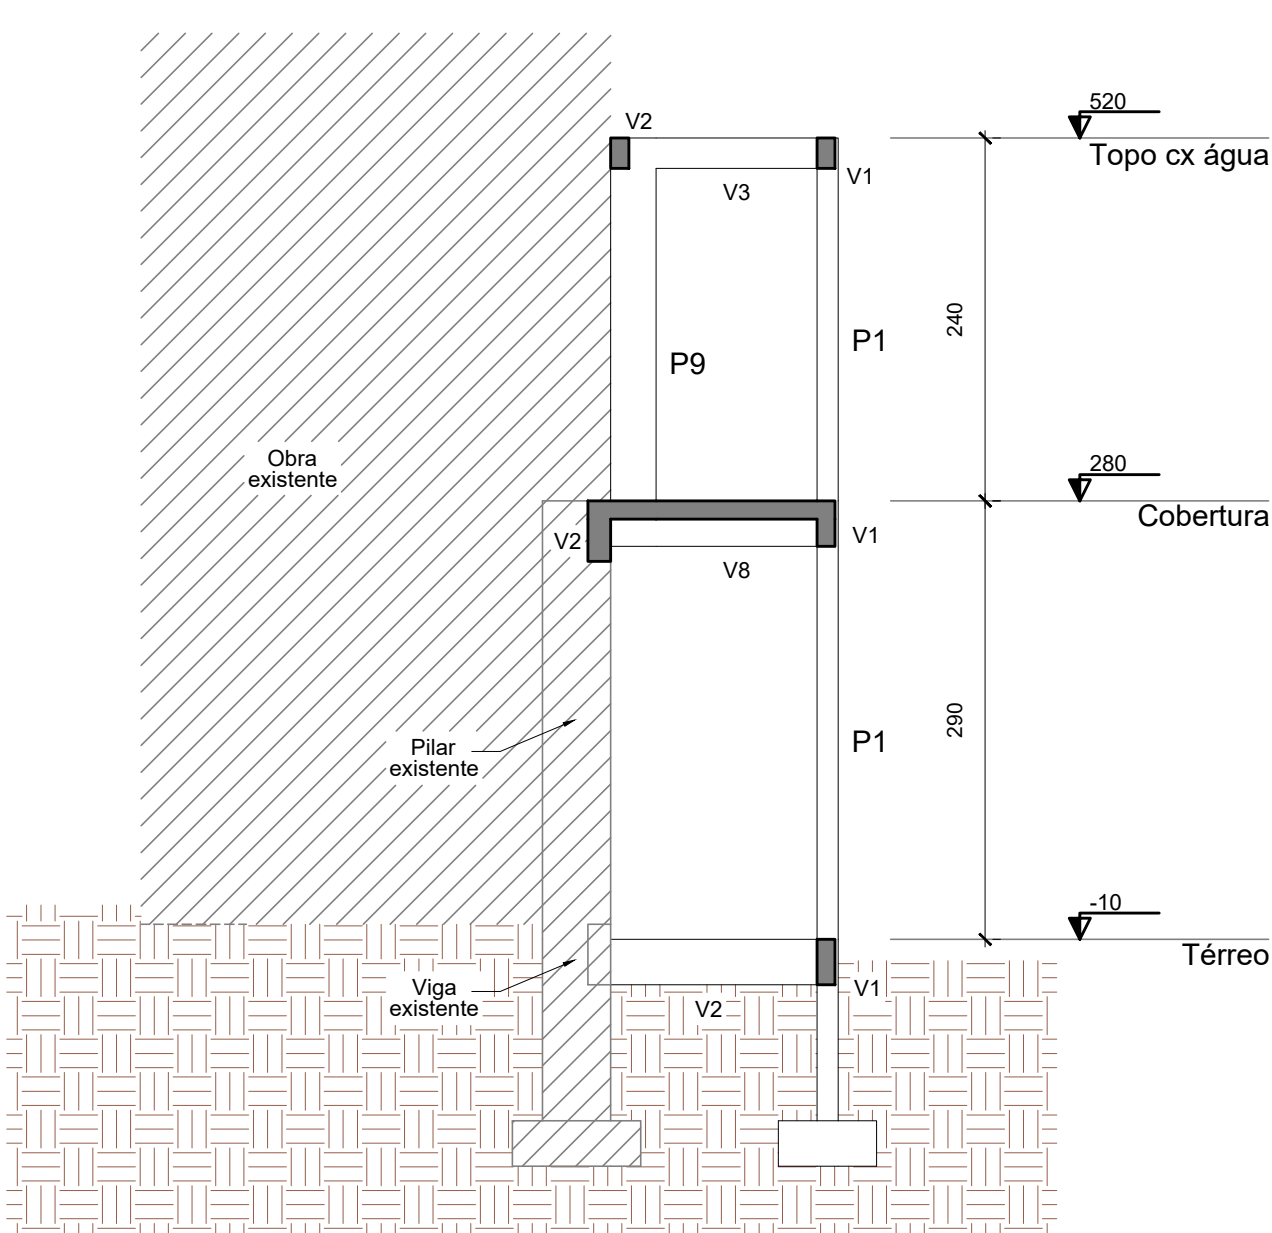 520
V2
Topo cx água
V1
V3
240
P1
P9
Obra
existente
280
Cobertura
V2
V1
V8
290
P1
Pilar
existente
-10
Térreo
Viga
existente
V1
V2